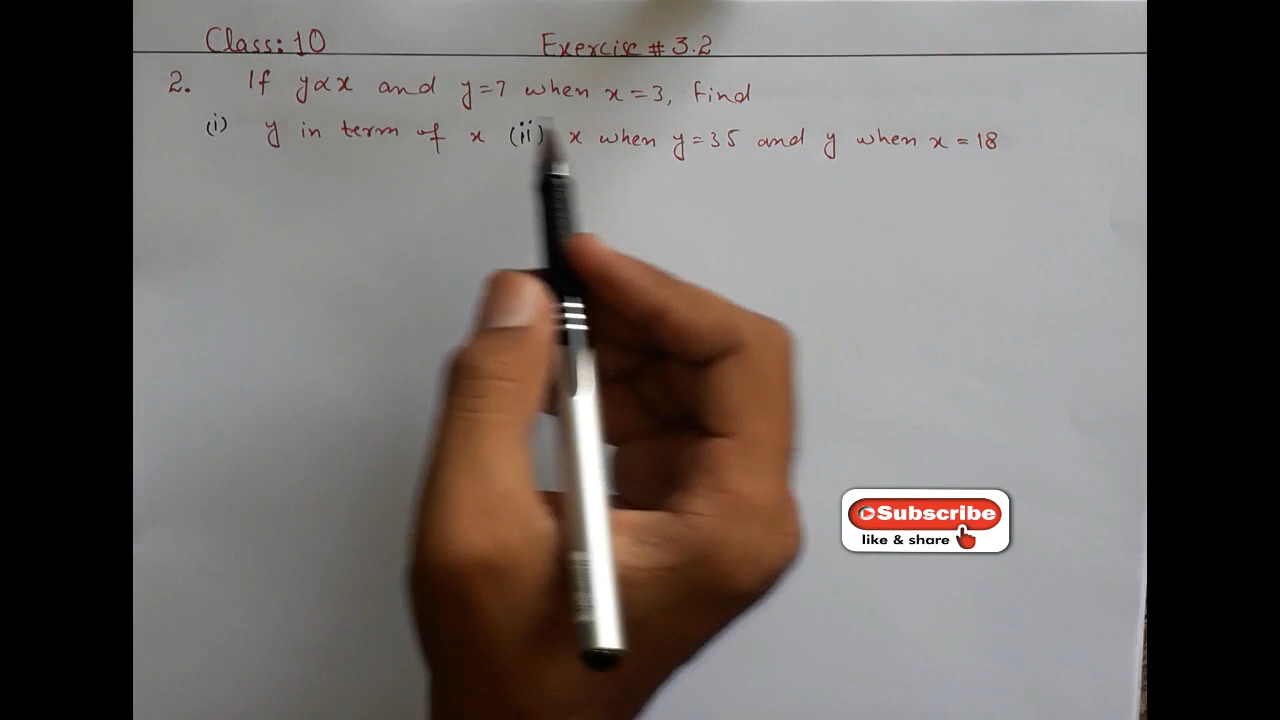 Class: 10 Exercise # 3.2
2. If y∝x and y=7 when x=3, find
(i) y in term of x (ii) x when y=35 and y when x=18
Subscribe
like & share